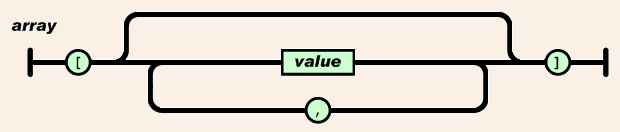 array
[ value ]
,